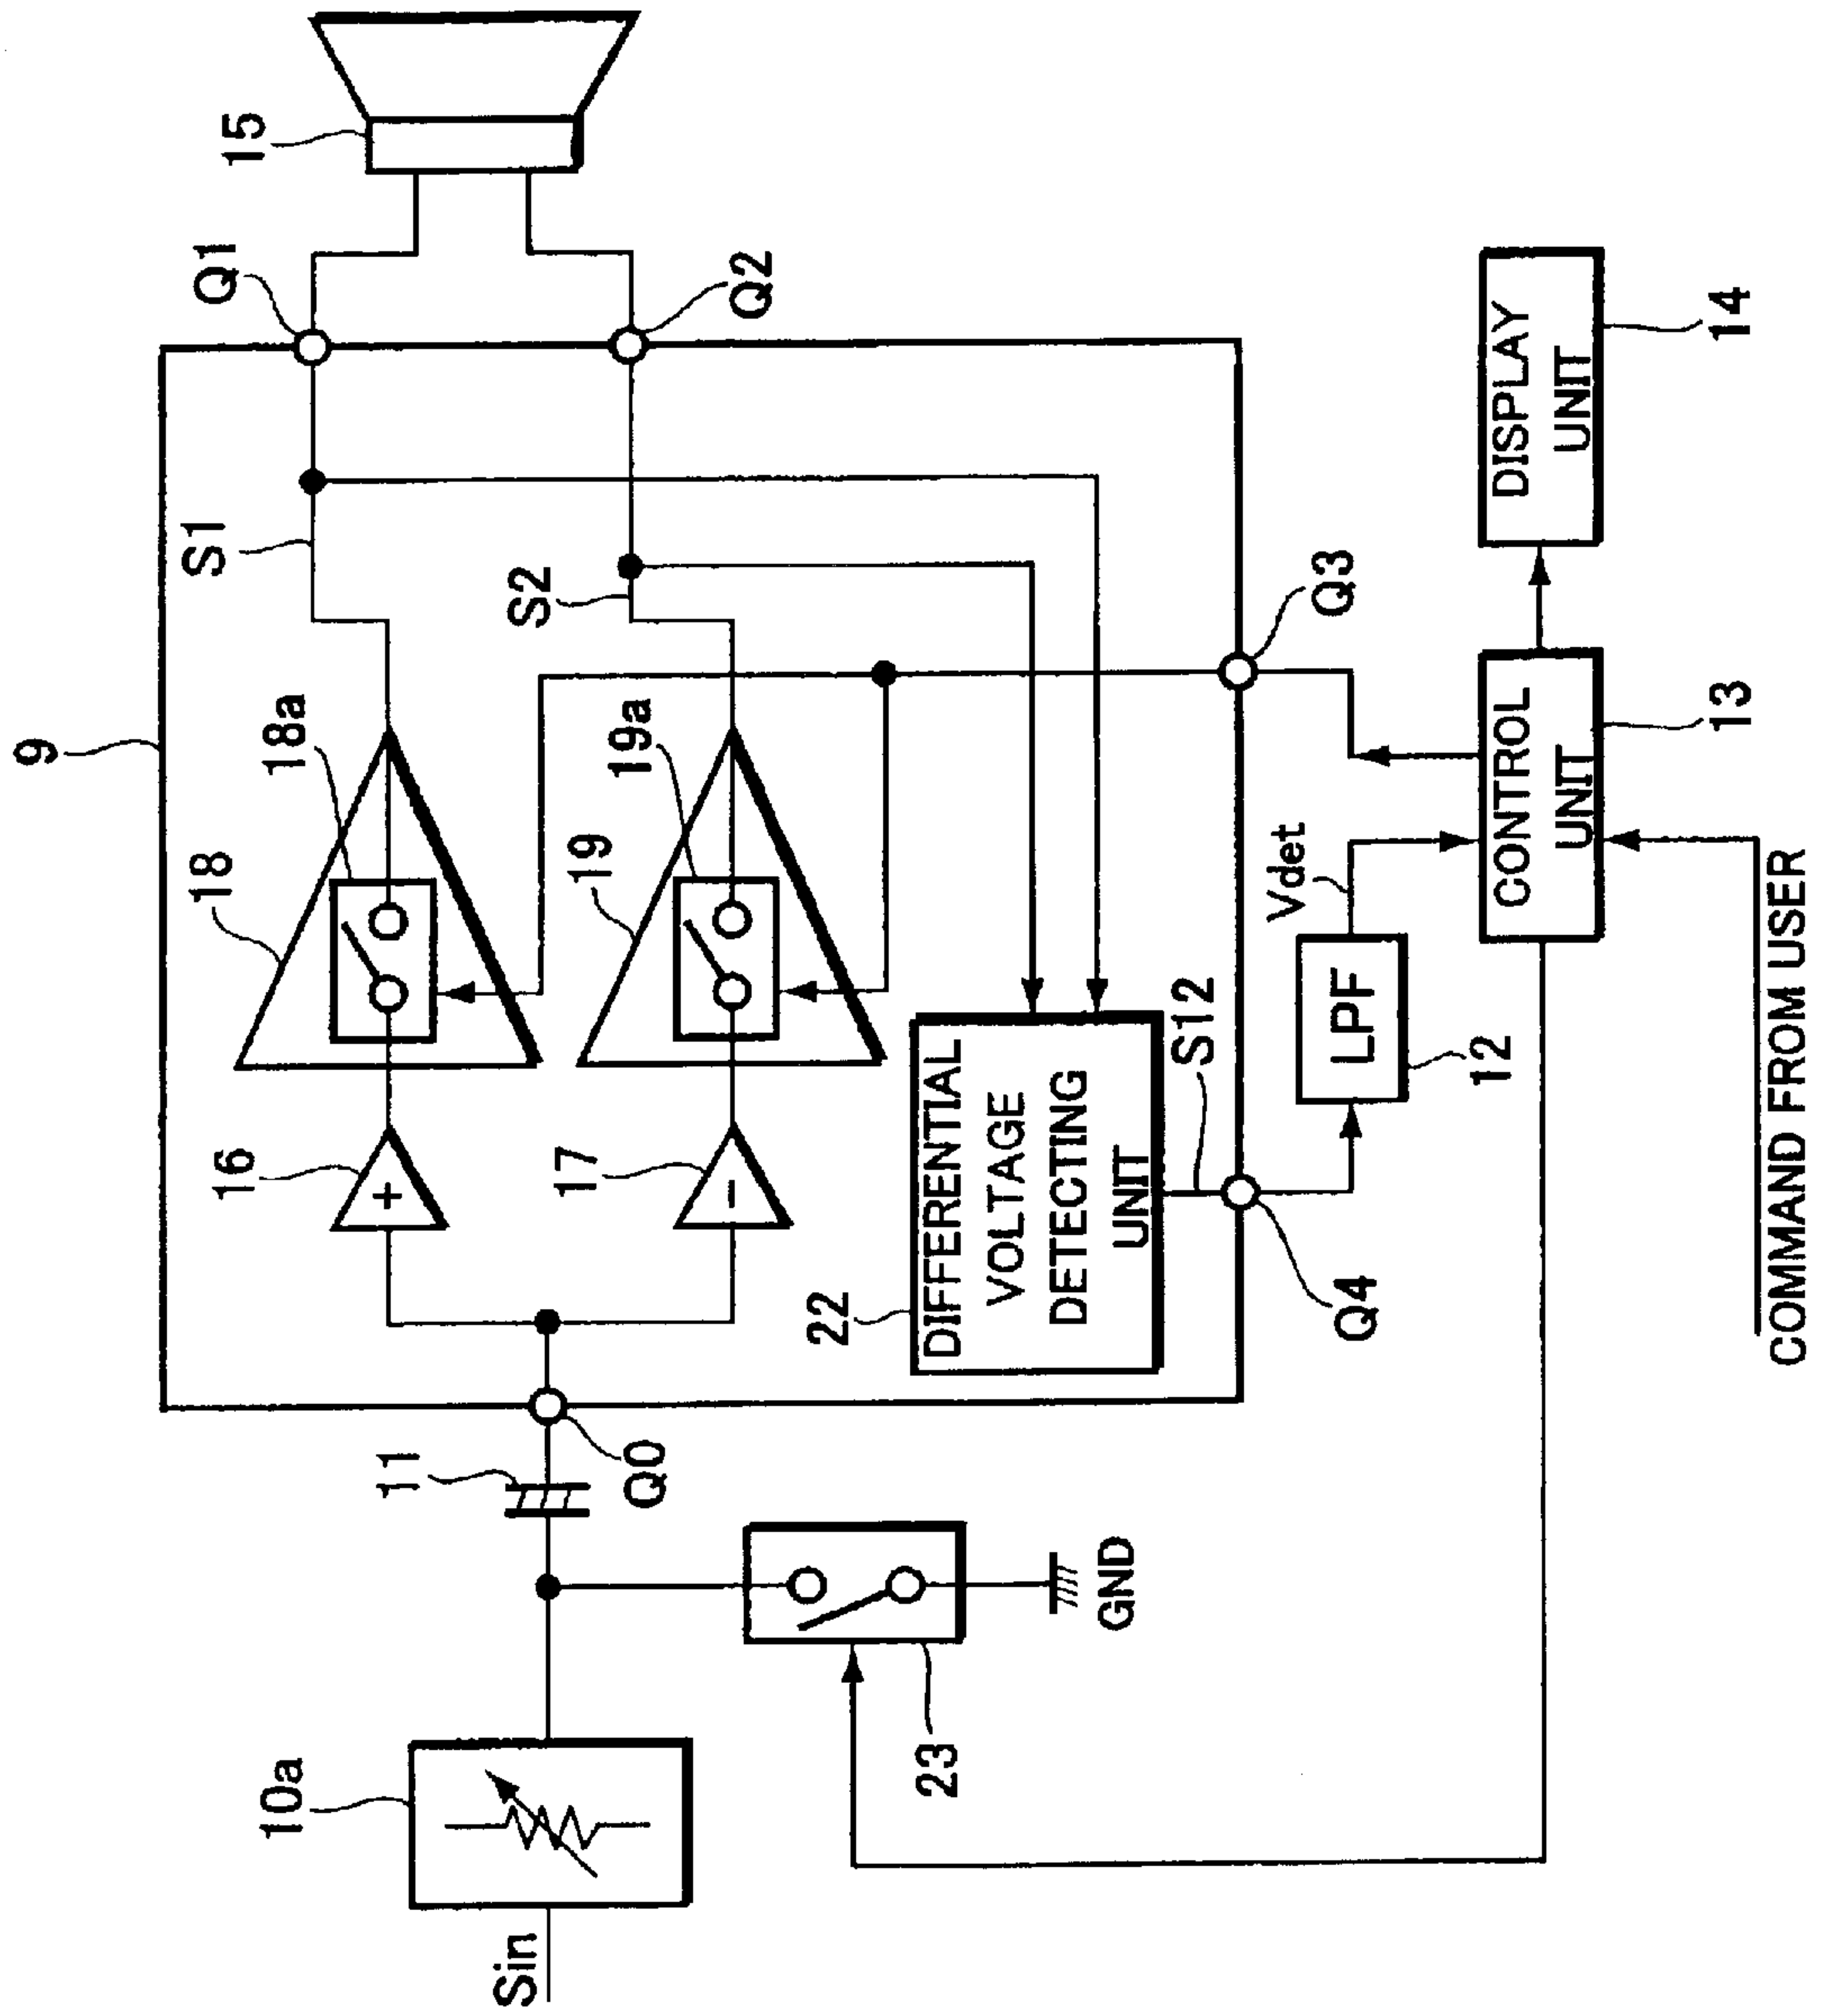 9
S1
Q1
15
18
18a
16
S2
19
19a
17
Q2
10a
Sin
11
Q0
22
DIFFERENTIAL
VOLTAGE
DETECTING
UNIT
S12
Q3
Q4
23
GND
LPF
12
Vdet
CONTROL
UNIT
13
DISPLAY
UNIT
14
COMMAND FROM USER
+
-